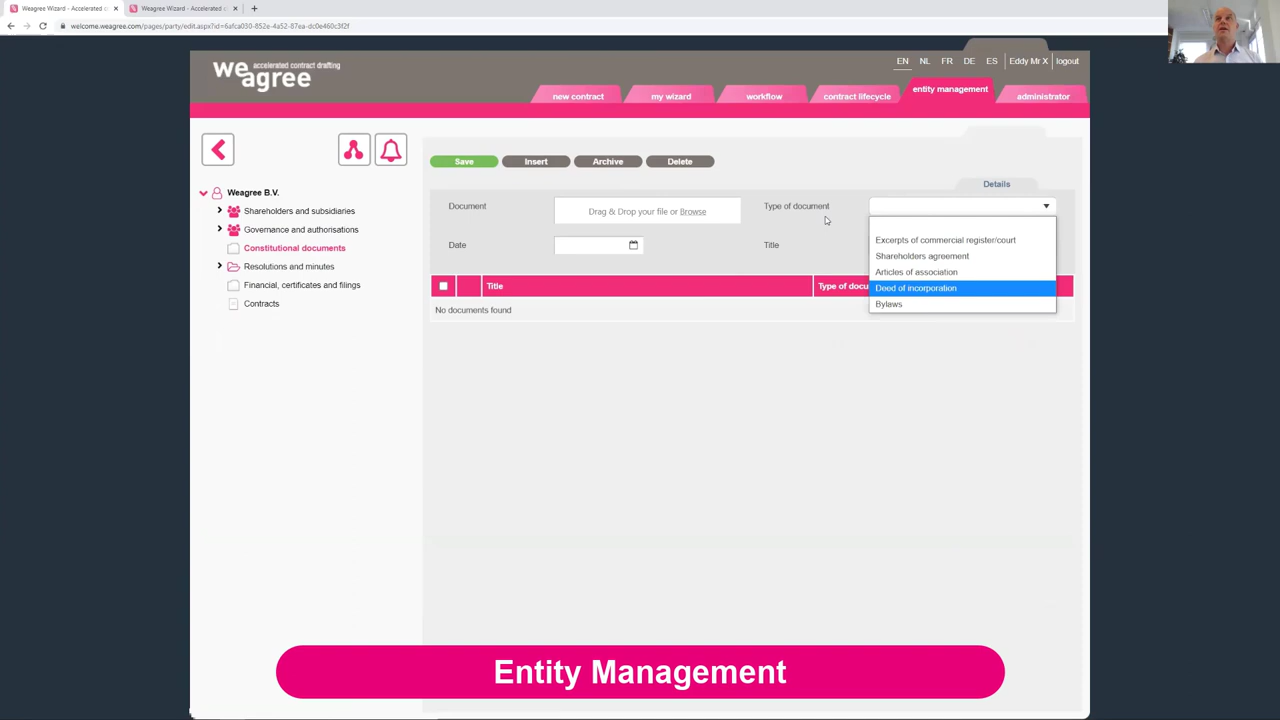 Weagree Wizard - Accelerated c
Weagree Wizard - Accelerated c
welcome.weagree.com/pages/party/edit.aspx?id=6afca030-852e-4a52-87ea-dc0e460c3f2f
accelerated contract drafting
we
agree
EN NL FR DE ES Eddy Mr X logout
new contract my wizard workflow contract lifecycle entity management administrator
Save Insert Archive Delete
Details
Weagree B.V.
Shareholders and subsidiaries
Governance and authorisations
Constitutional documents
Resolutions and minutes
Financial, certificates and filings
Contracts
Document Drag & Drop your file or Browse Type of document
Date Title
Excerpts of commercial register/court
Shareholders agreement
Articles of association
Deed of incorporation
Bylaws
Title Type of docu
No documents found
Entity Management